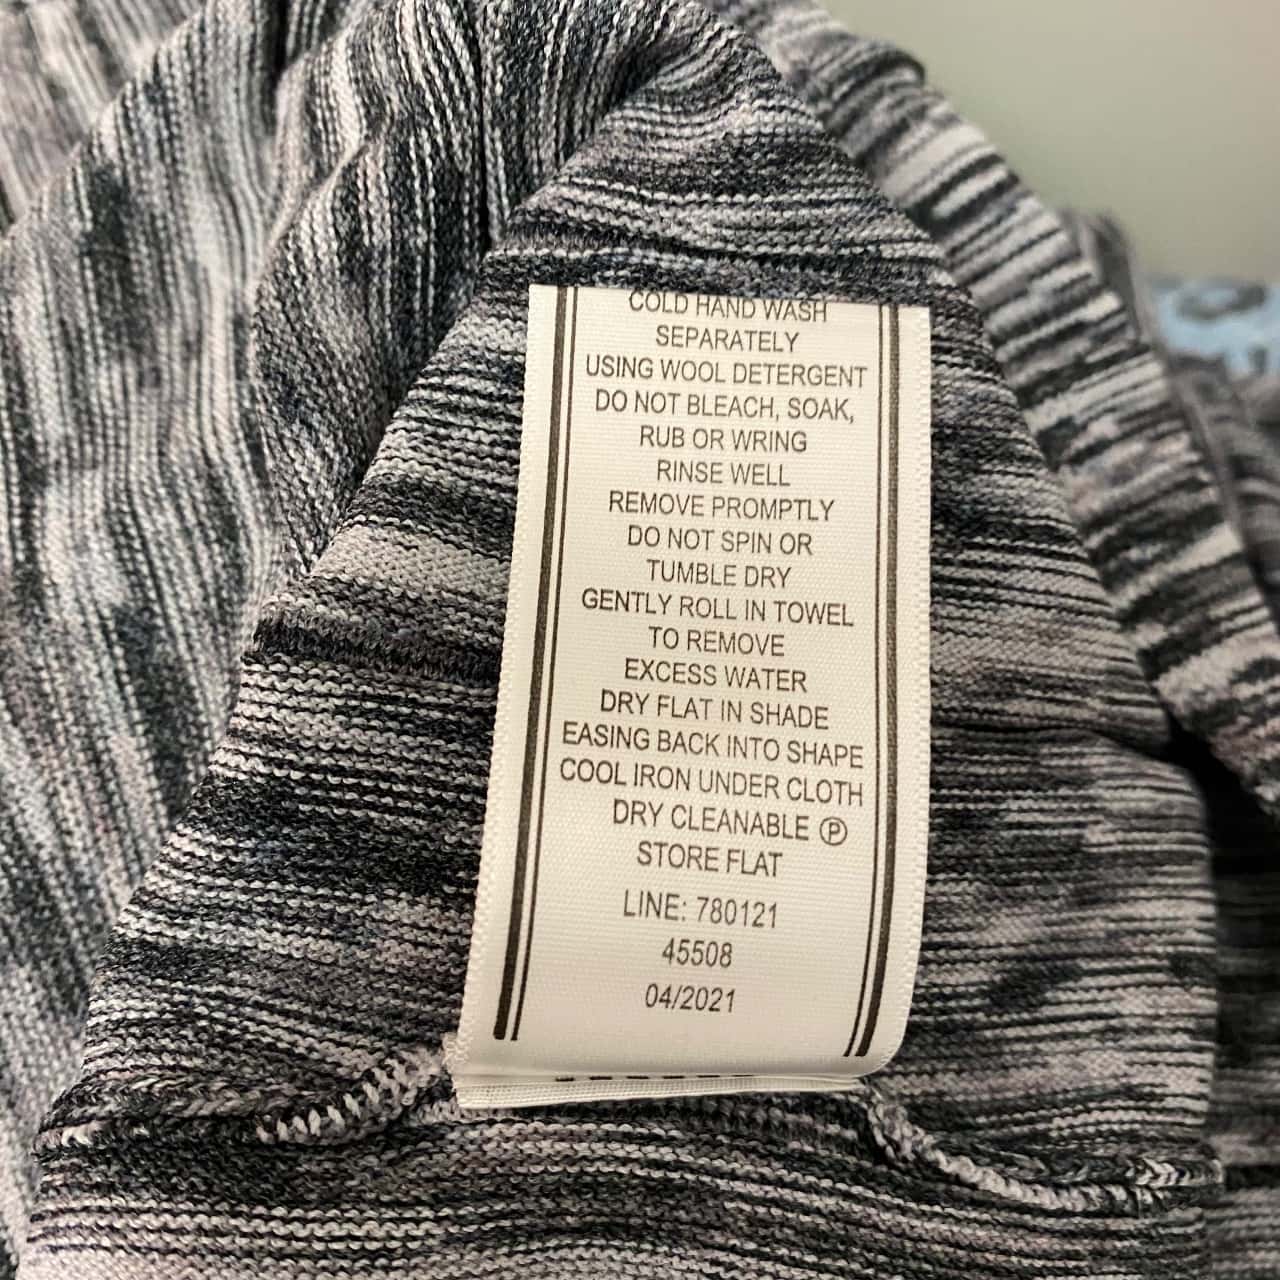 COLD HAND WASH
SEPARATELY
USING WOOL DETERGENT
DO NOT BLEACH, SOAK,
RUB OR WRING
RINSE WELL
REMOVE PROMPTLY
DO NOT SPIN OR
TUMBLE DRY
GENTLY ROLL IN TOWEL
TO REMOVE
EXCESS WATER
DRY FLAT IN SHADE
EASING BACK INTO SHAPE
COOL IRON UNDER CLOTH
DRY CLEANABLE Ⓟ
STORE FLAT
LINE: 780121
45508
04/2021